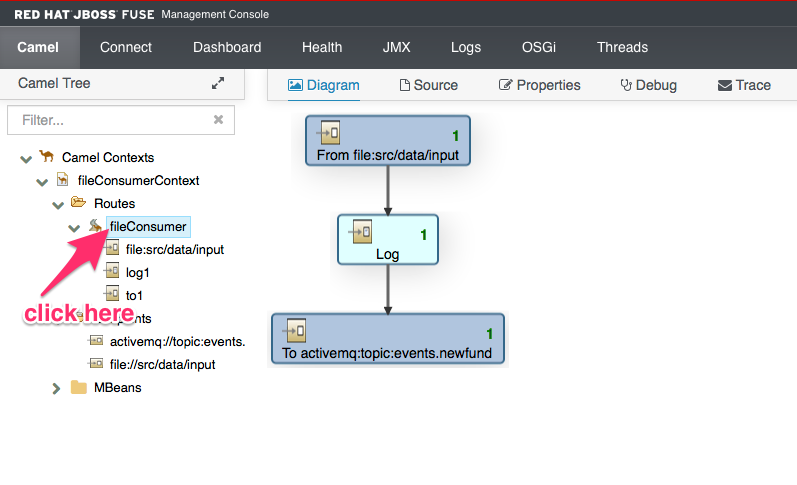 RED HAT JBOSS FUSE Management Console
Camel Connect Dashboard Health JMX Logs OSGi Threads
Camel Tree
Diagram Source Properties Debug Trace
Filter...
1
From file:src/data/input
Camel Contexts
fileConsumerContext
Routes
fileConsumer
file:src/data/input
log1
to1
click here
1
Log
activemq://topic:events.
file://src/data/input
MBeans
1
To activemq:topic:events.newfund